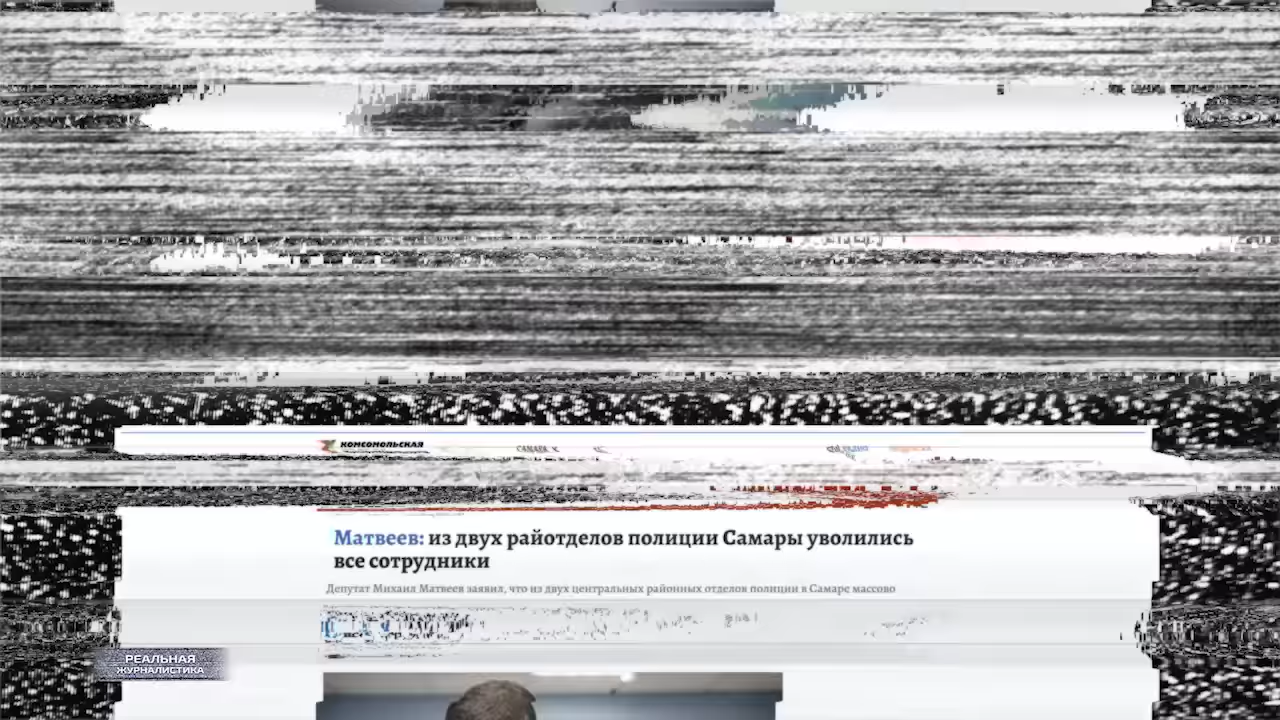 КОМСОМОЛЬСКАЯ
Матвеев: из двух райотделов полиции Самары уволились
все сотрудники
Депутат Михаил Матвеев заявил, что из двух центральных районных отделов полиции в Самаре массово
РЕАЛЬНАЯ
ЖУРНАЛИСТИКА